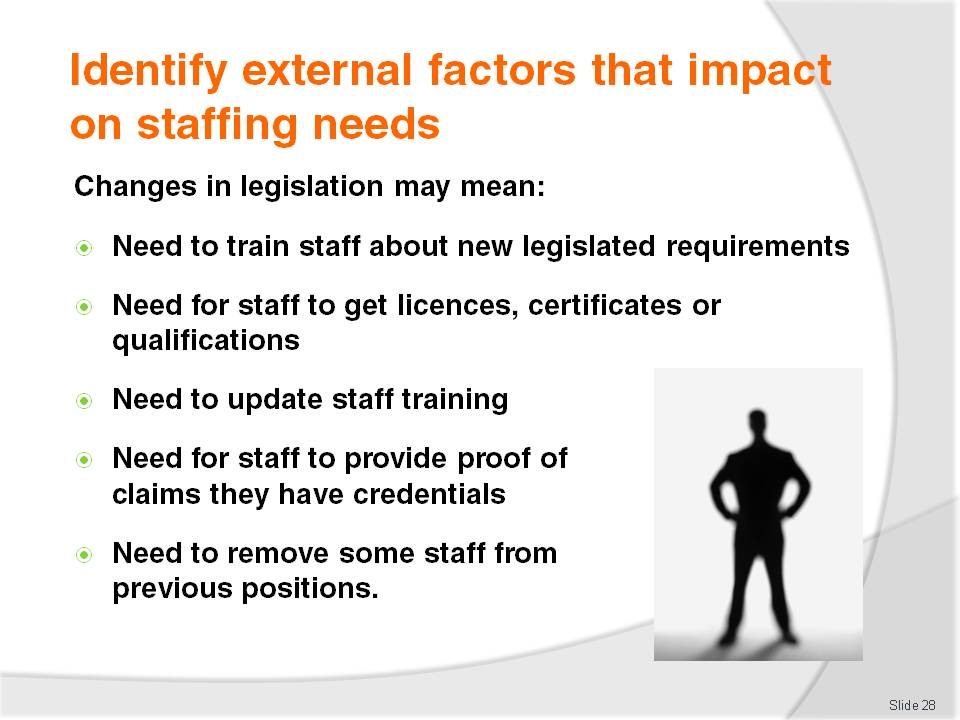 Identify external factors that impact
on staffing needs
Changes in legislation may mean:
Need to train staff about new legislated requirements
Need for staff to get licences, certificates or
qualifications
Need to update staff training
Need for staff to provide proof of
claims they have credentials
Need to remove some staff from
previous positions.
Slide 28